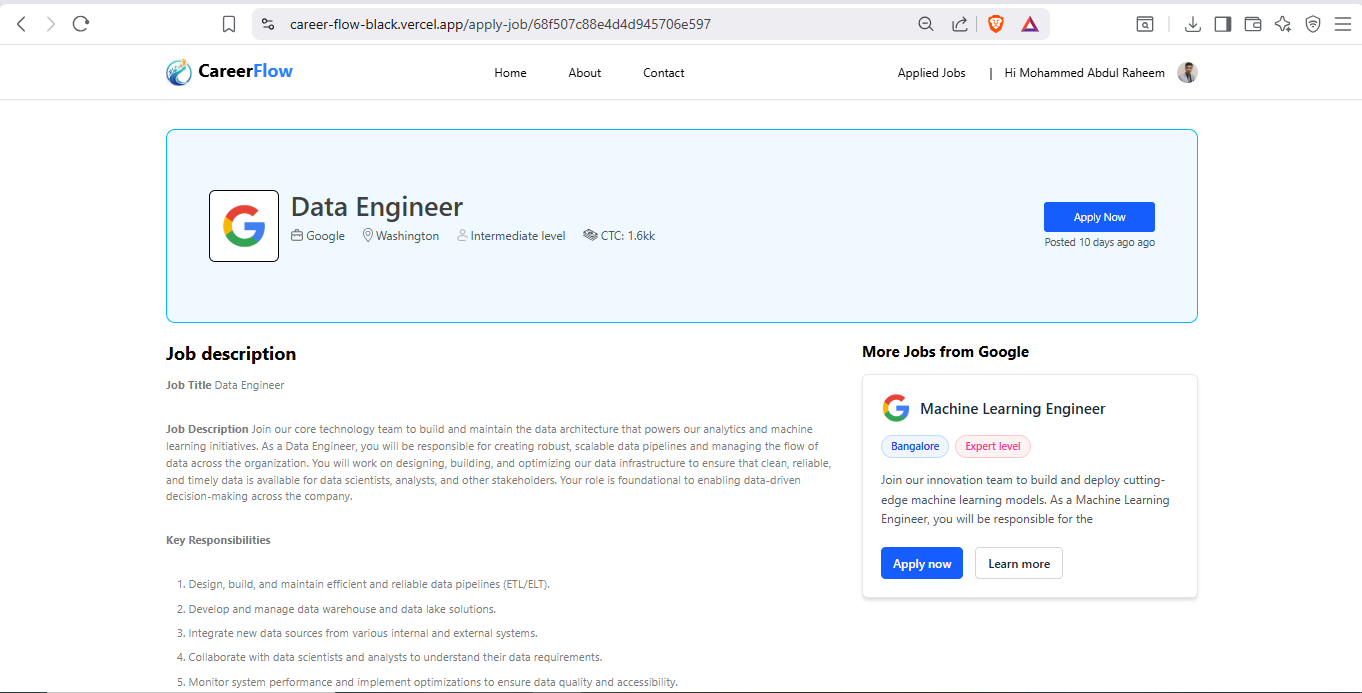 career-flow-black.vercel.app/apply-job/68f507c88e4d4d945706e597
CareerFlow
Home
About
Contact
Applied Jobs
| Hi Mohammed Abdul Raheem
Data Engineer
Google
Washington
Intermediate level
CTC: 1.6kk
Apply Now
Posted 10 days ago ago
Job description
Job Title Data Engineer
Job Description Join our core technology team to build and maintain the data architecture that powers our analytics and machine
learning initiatives. As a Data Engineer, you will be responsible for creating robust, scalable data pipelines and managing the flow of
data across the organization. You will work on designing, building, and optimizing our data infrastructure to ensure that clean, reliable,
and timely data is available for data scientists, analysts, and other stakeholders. Your role is foundational to enabling data-driven
decision-making across the company.
Key Responsibilities
1. Design, build, and maintain efficient and reliable data pipelines (ETL/ELT).
2. Develop and manage data warehouse and data lake solutions.
3. Integrate new data sources from various internal and external systems.
4. Collaborate with data scientists and analysts to understand their data requirements.
5. Monitor system performance and implement optimizations to ensure data quality and accessibility.
More Jobs from Google
Machine Learning Engineer
Bangalore
Expert level
Join our innovation team to build and deploy cutting-
edge machine learning models. As a Machine Learning
Engineer, you will be responsible for the
Apply now
Learn more